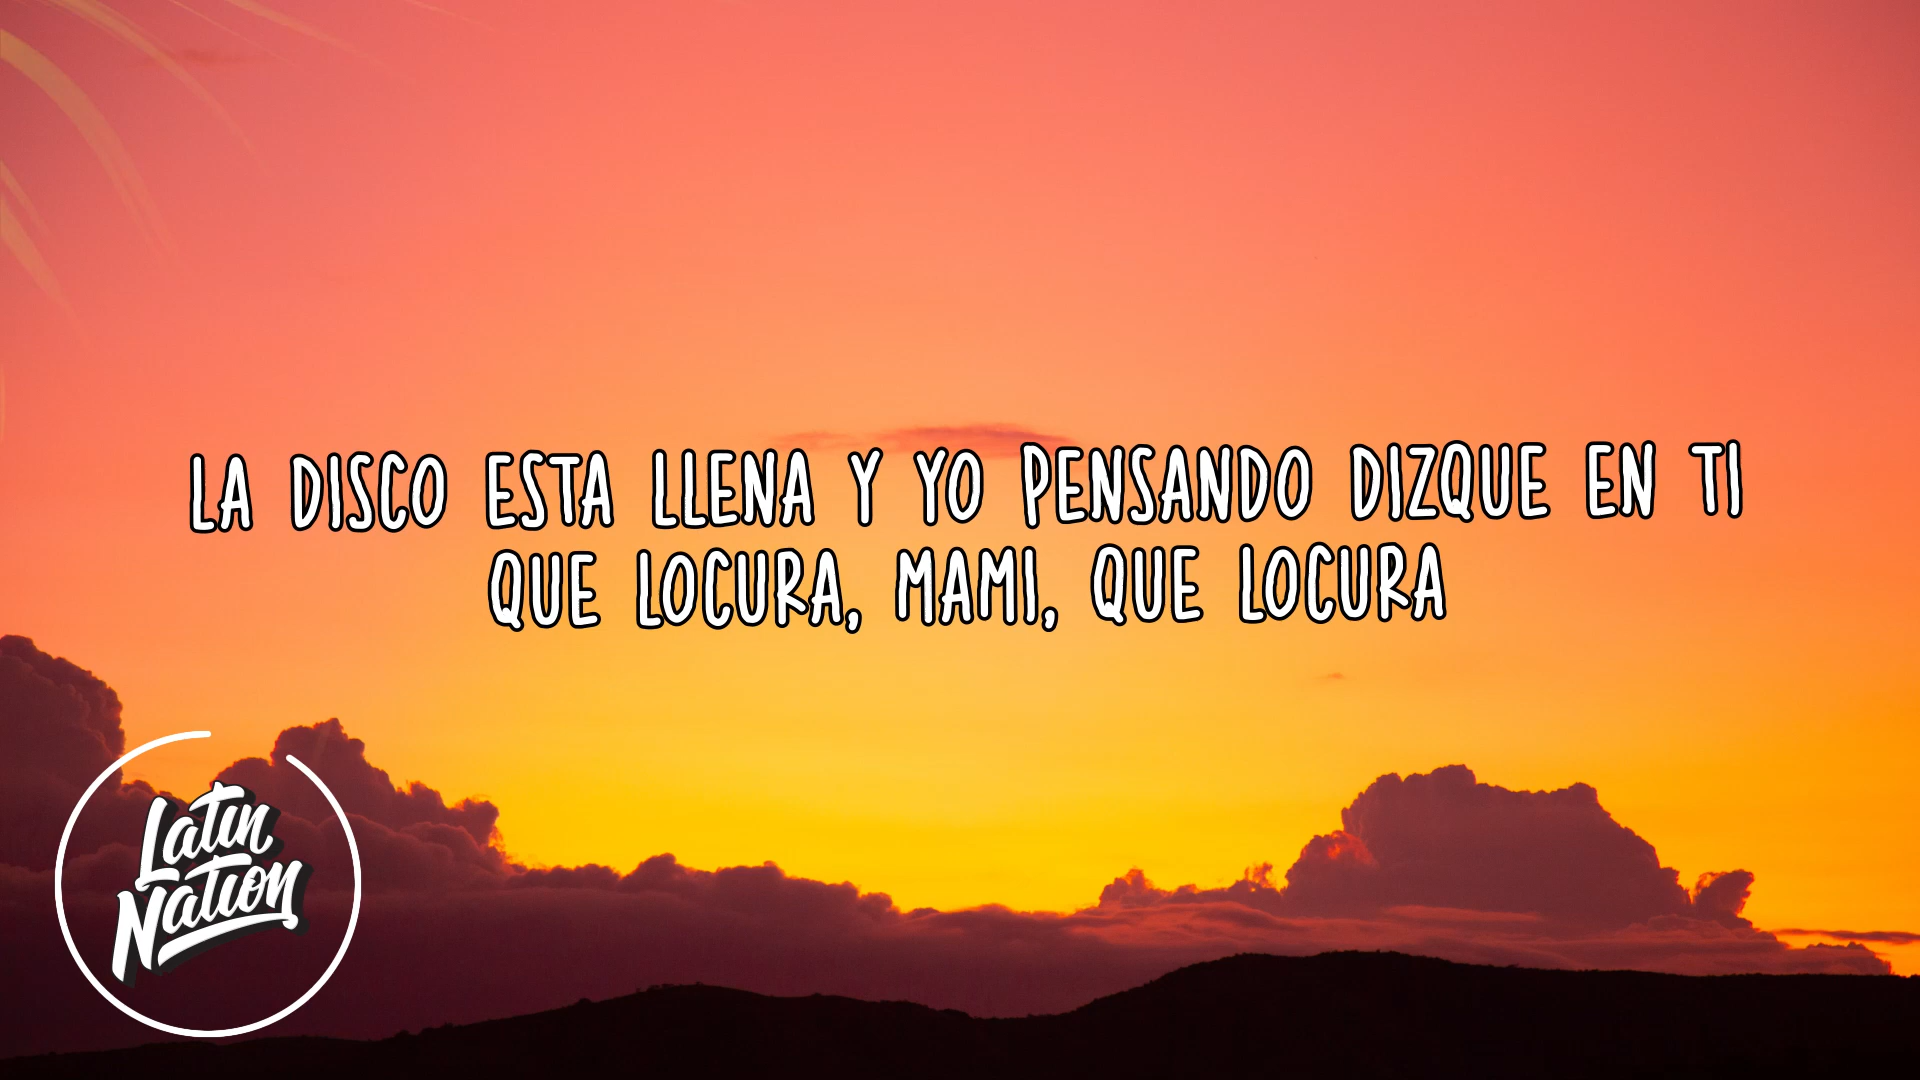 LA DISCO ESTA LLENA Y YO PENSANDO DIZQUE EN TI
QUE LOCURA, MAMI, QUE LOCURA
Latin
Nation